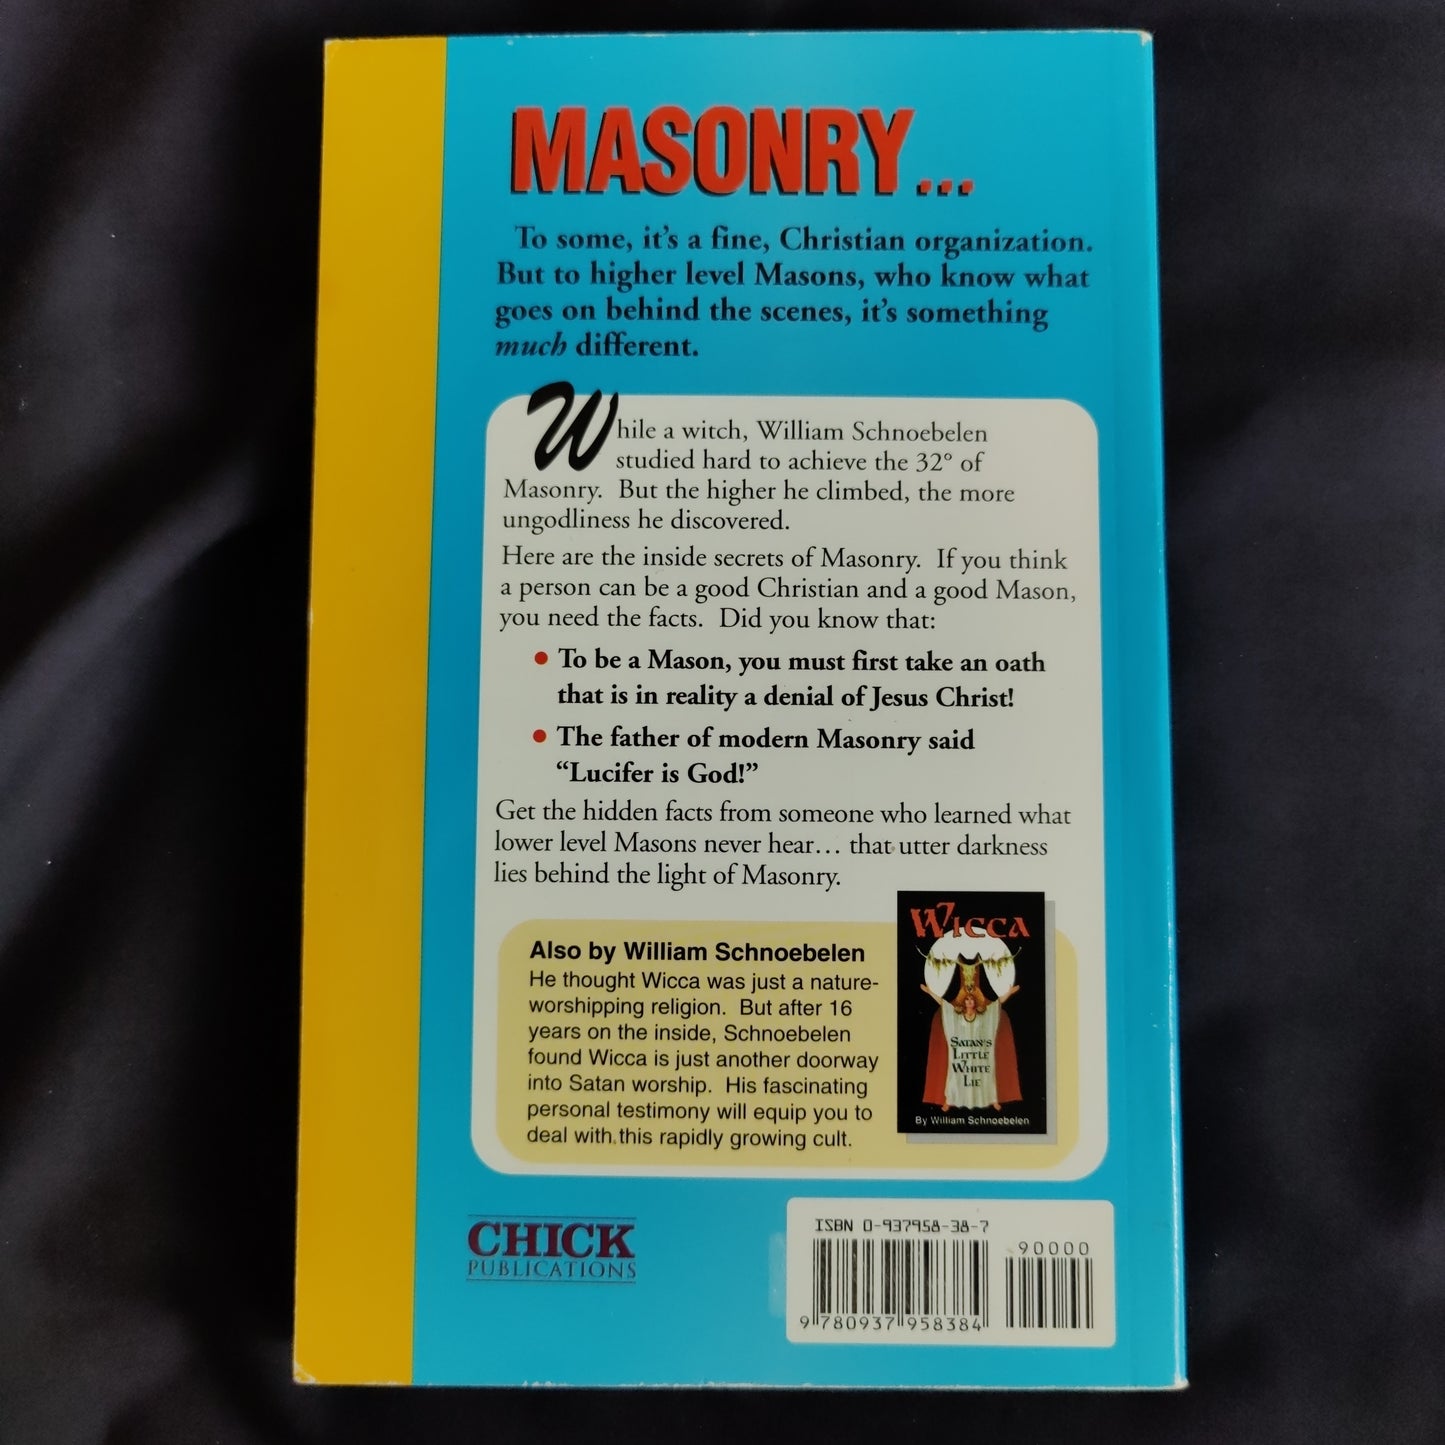 MASONRY...
To some, it's a fine, Christian organization.
But to higher level Masons, who know what
goes on behind the scenes, it's something
much different.
While a witch, William Schnoebelen
studied hard to achieve the 32° of
Masonry. But the higher he climbed, the more
ungodliness he discovered.
Here are the inside secrets of Masonry. If you think
a person can be a good Christian and a good Mason,
you need the facts. Did you know that:
• To be a Mason, you must first take an oath
that is in reality a denial of Jesus Christ!
• The father of modern Masonry said
“Lucifer is God!”
Get the hidden facts from someone who learned what
lower level Masons never hear… that utter darkness
lies behind the light of Masonry.
Also by William Schnoebelen
He thought Wicca was just a nature-
worshipping religion. But after 16
years on the inside, Schnoebelen
found Wicca is just another doorway
into Satan worship. His fascinating
personal testimony will equip you to
deal with this rapidly growing cult.
WICCA
SATAN'S
LITTLE
WHITE
LIE
By William Schnoebelen
CHICK
PUBLICATIONS
ISBN 0-937958-38-7
90000
9 780937 958384